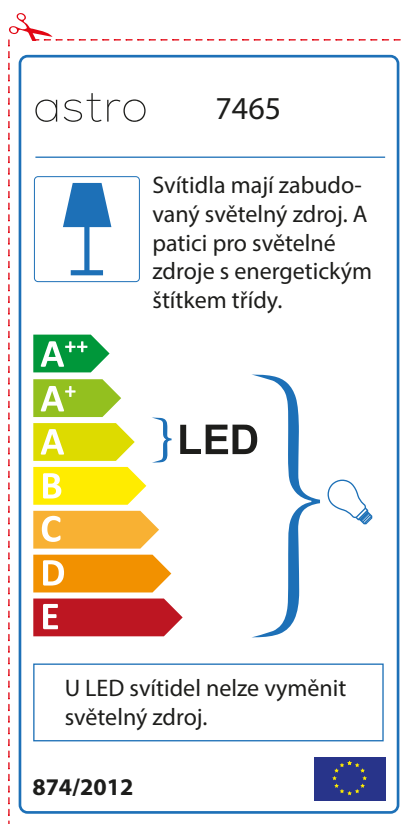 astro 7465
Svítidla mají zabudo-
vaný světelný zdroj. A
patici pro světelné
zdroje s energetickým
štítkem třídy.
A++
A+
A
LED
B
C
D
E
U LED svítidel nelze vyměnit
světelný zdroj.
874/2012